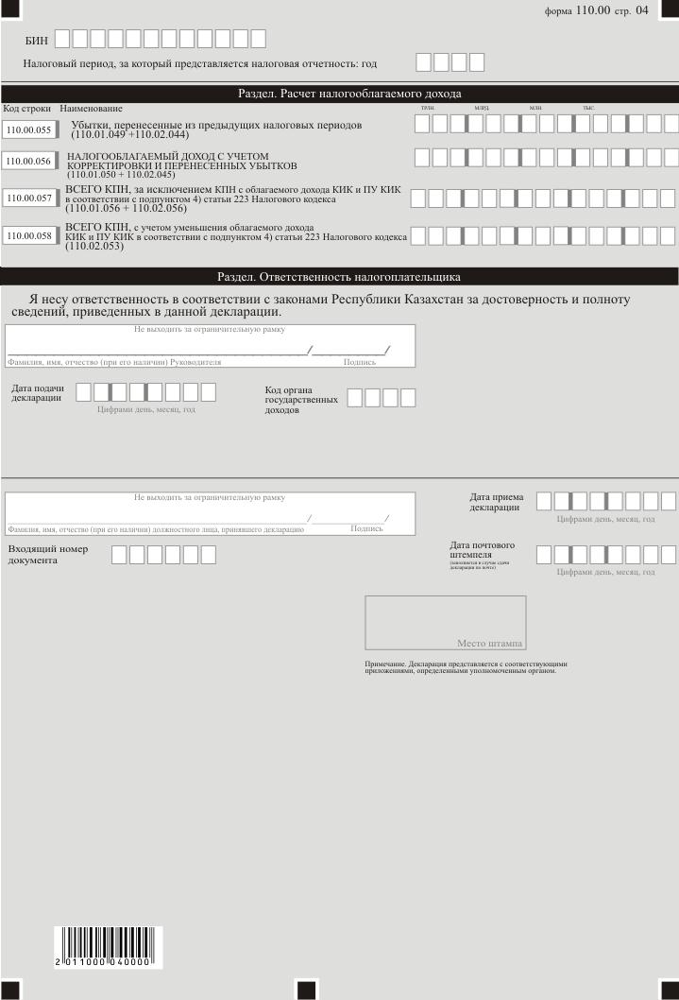 форма 110.00 стр. 04
БИН
Налоговый период, за который представляется налоговая отчетность: год
Раздел. Расчет налогооблагаемого дохода
Код строки Наименование
ТРЛН. МЛРД. МЛН. ТЫС.
110.00.055 Убытки, перенесенные из предыдущих налоговых периодов
(110.01.049 +110.02.044)
110.00.056 НАЛОГООБЛАГАЕМЫЙ ДОХОД С УЧЕТОМ
КОРРЕКТИРОВКИ И ПЕРЕНЕСЕННЫХ УБЫТКОВ
(110.01.050 + 110.02.045)
110.00.057 ВСЕГО КПН, за исключением КПН с облагаемого дохода КИК и ПУ КИК
в соответствии с подпунктом 4) статьи 223 Налогового кодекса
(110.01.056 + 110.02.056)
110.00.058 ВСЕГО КПН, с учетом уменьшения облагаемого дохода
КИК и ПУ КИК в соответствии с подпунктом 4) статьи 223 Налогового кодекса
(110.02.053)
Раздел. Ответственность налогоплательщика
Я несу ответственность в соответствии с законами Республики Казахстан за достоверность и полноту
сведений, приведенных в данной декларации.
Не выходить за ограничительную рамку
/ /
Фамилия, имя, отчество (при его наличии) Руководителя Подпись
Дата подачи
декларации
Цифрами день, месяц, год
Код органа
государственных
доходов
Не выходить за ограничительную рамку
/ /
Фамилия, имя, отчество (при его наличии) должностного лица, принявшего декларацию Подпись
Дата приема
декларации
Цифрами день, месяц, год
Входящий номер
документа
Дата почтового
штемпеля
(заполняется в случае сдачи
декларации по почте)
Цифрами день, месяц, год
Место штампа
Примечание. Декларация представляется с соответствующими
приложениями, определенными уполномоченным органом.
2 011000 040000